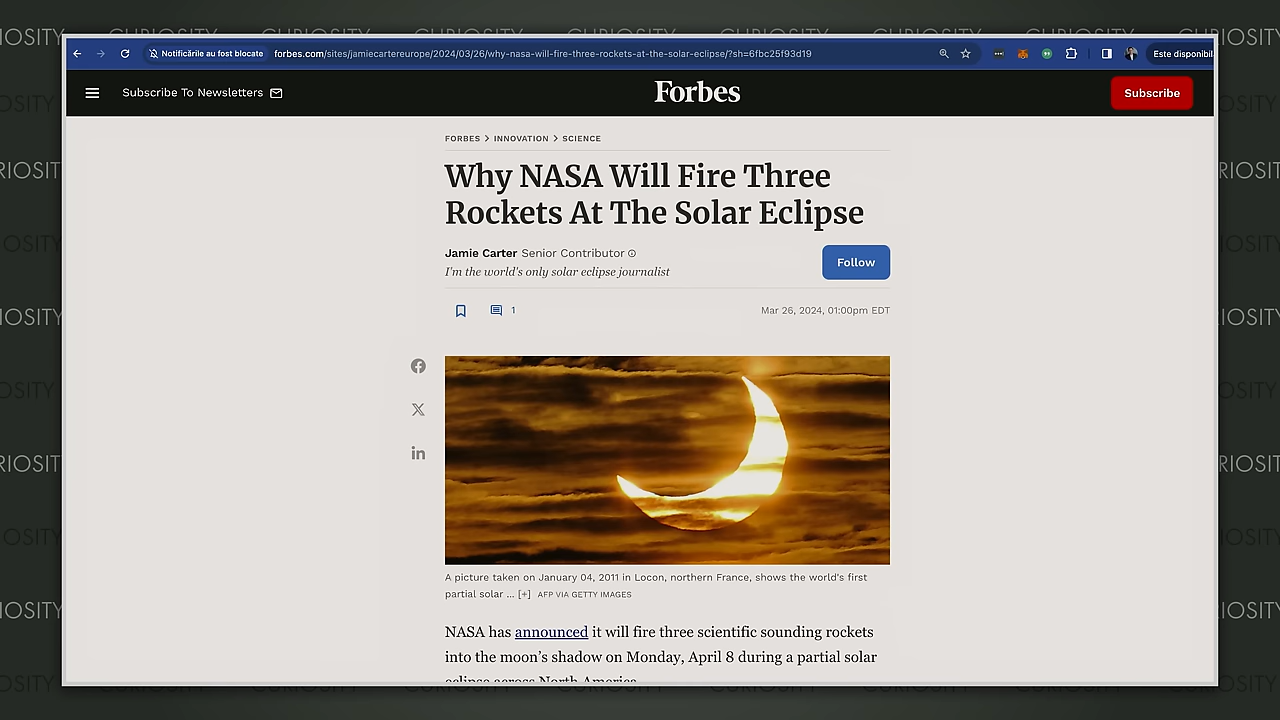 Notificările au fost blocate
forbes.com/sites/jamiecartereurope/2024/03/26/why-nasa-will-fire-three-rockets-at-the-solar-eclipse/?sh=6fbc25f93d19
Este disponibil
Subscribe To Newsletters
Forbes
Subscribe
FORBES > INNOVATION > SCIENCE
Why NASA Will Fire Three
Rockets At The Solar Eclipse
Jamie Carter Senior Contributor
I'm the world's only solar eclipse journalist
Follow
1
Mar 26, 2024, 01:00pm EDT
A picture taken on January 04, 2011 in Locon, northern France, shows the world's first
partial solar ... [+] AFP VIA GETTY IMAGES
NASA has announced it will fire three scientific sounding rockets
into the moon’s shadow on Monday, April 8 during a partial solar
eclipse across North America.
CURIOSITY